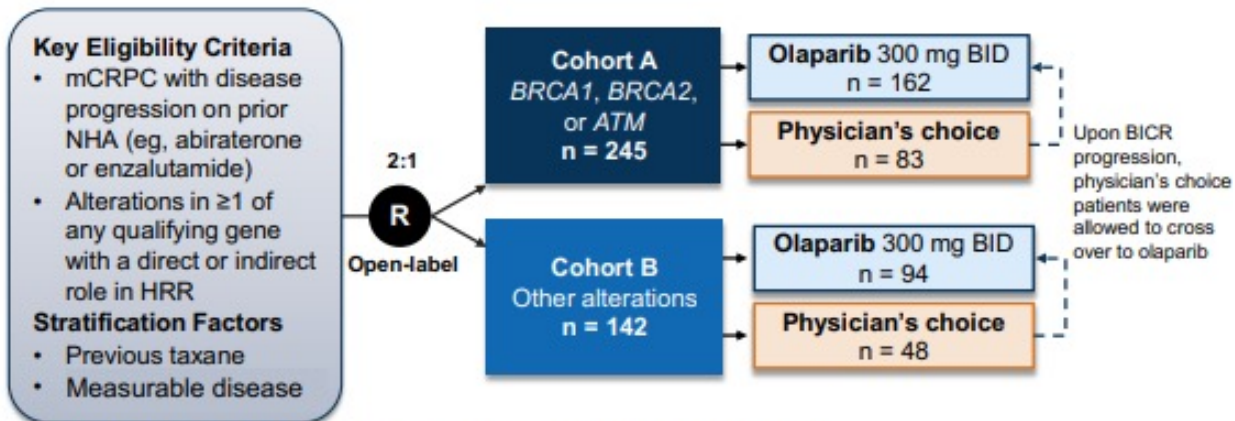 Key Eligibility Criteria
• mCRPC with disease
progression on prior
NHA (eg, abiraterone
or enzalutamide)
• Alterations in ≥1 of
any qualifying gene
with a direct or indirect
role in HRR
Stratification Factors
• Previous taxane
• Measurable disease
2:1
R
Open-label
Cohort A
BRCA1, BRCA2,
or ATM
n = 245
Olaparib 300 mg BID
n = 162
Physician's choice
n = 83
Cohort B
Other alterations
n = 142
Olaparib 300 mg BID
n = 94
Physician's choice
n = 48
Upon BICR
progression,
physician's choice
patients were
allowed to cross
over to olaparib